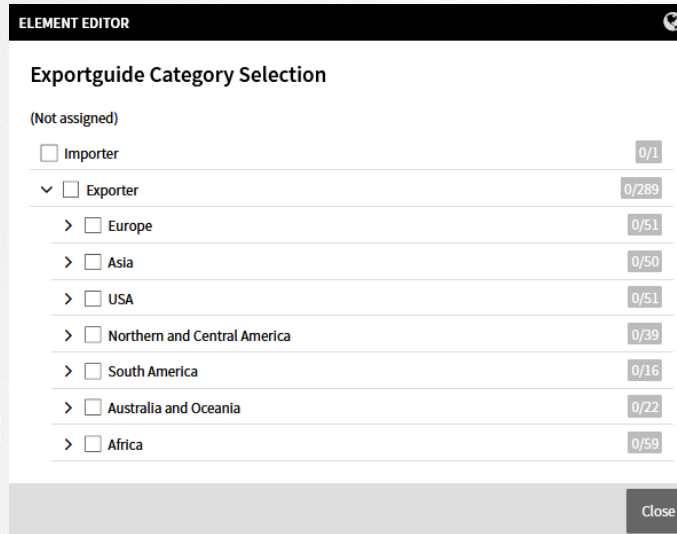 ELEMENT EDITOR
Exportguide Category Selection
(Not assigned)
Importer 0/1
Exporter 0/289
Europe 0/51
Asia 0/50
USA 0/51
Northern and Central America 0/39
South America 0/16
Australia and Oceania 0/22
Africa 0/59
Close